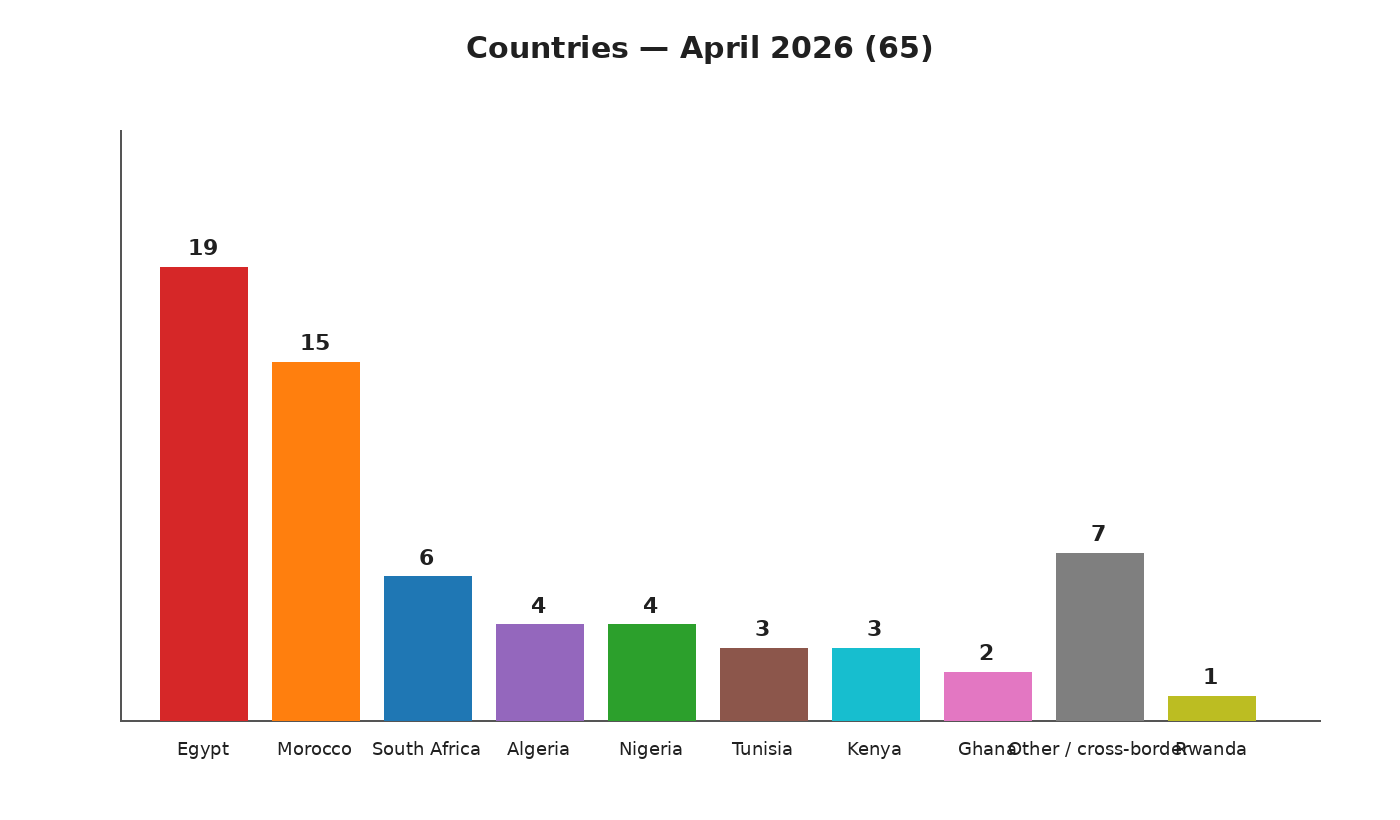 Countries — April 2026 (65)
19
15
6
4
4
3
3
2
7
1
Egypt
Morocco
South Africa
Algeria
Nigeria
Tunisia
Kenya
Ghana
Other / cross-border
Rwanda